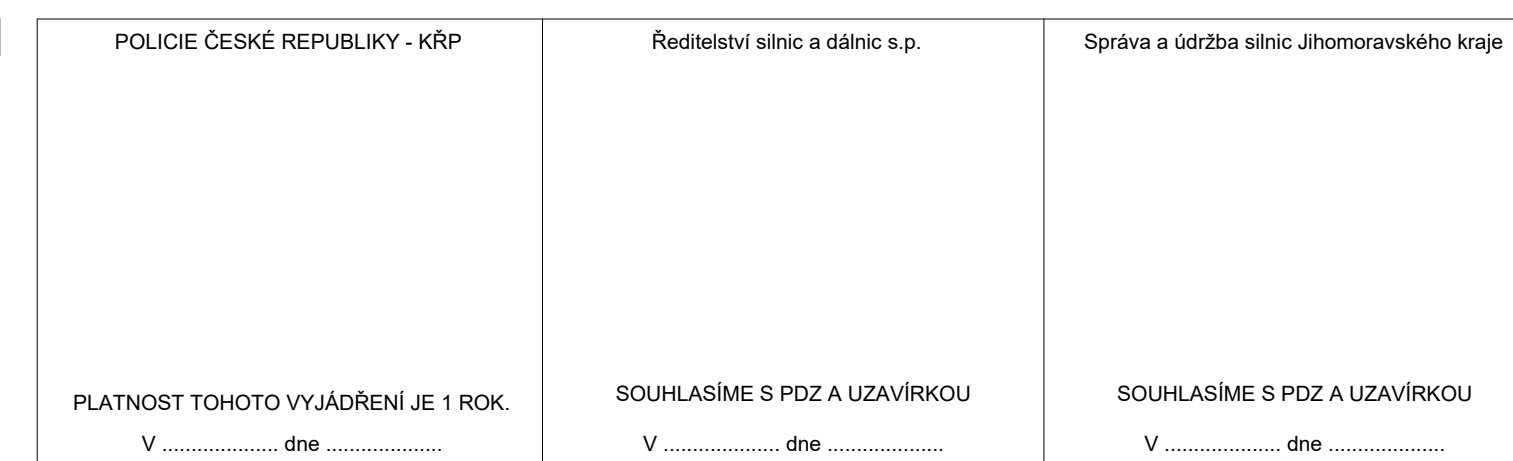 POLICIE ČESKÉ REPUBLIKY - KŘP
PLATNOST TOHOTO VYJÁDŘENÍ JE 1 ROK.
V .................... dne ....................
Ředitelství silnic a dálnic s.p.
SOUHLASÍME S PDZ A UZAVÍRKOU
V .................... dne ....................
Správa a údržba silnic Jihomoravského kraje
SOUHLASÍME S PDZ A UZAVÍRKOU
V .................... dne ....................